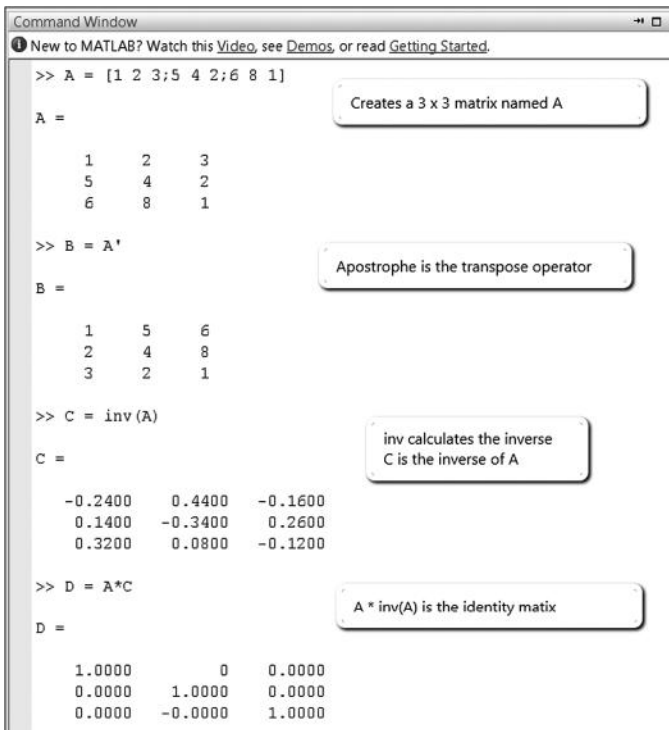 Command Window
New to MATLAB? Watch this Video, see Demos, or read Getting Started.
>> A = [1 2 3;5 4 2;6 8 1]
Creates a 3 x 3 matrix named A
A =
1 2 3
5 4 2
6 8 1
>> B = A'
Apostrophe is the transpose operator
B =
1 5 6
2 4 8
3 2 1
>> C = inv(A)
inv calculates the inverse
C is the inverse of A
C =
-0.2400 0.4400 -0.1600
0.1400 -0.3400 0.2600
0.3200 0.0800 -0.1200
>> D = A*C
A * inv(A) is the identity matix
D =
1.0000 0 0.0000
0.0000 1.0000 0.0000
0.0000 -0.0000 1.0000